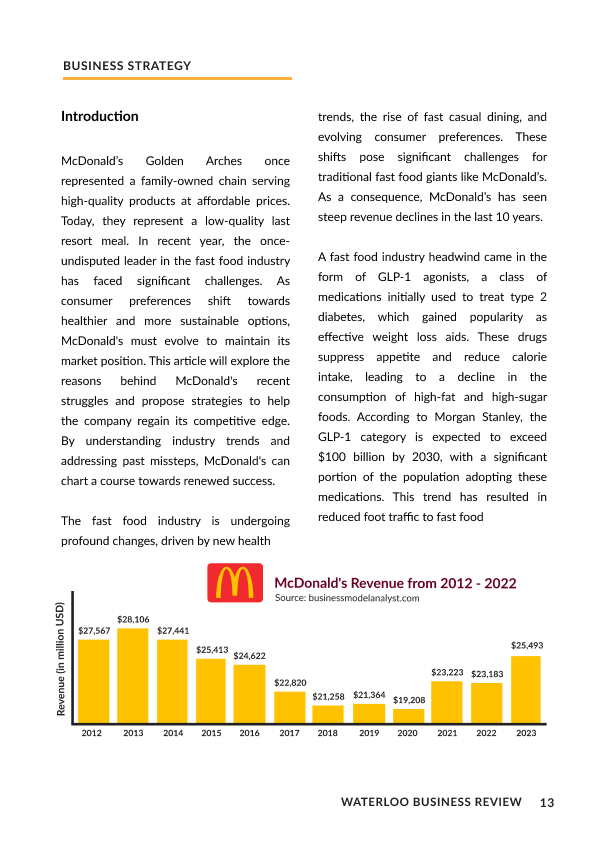 BUSINESS STRATEGY
Introduction
McDonald’s Golden Arches once
represented a family-owned chain serving
high-quality products at affordable prices.
Today, they represent a low-quality last
resort meal. In recent year, the once-
undisputed leader in the fast food industry
has faced significant challenges. As
consumer preferences shift towards
healthier and more sustainable options,
McDonald's must evolve to maintain its
market position. This article will explore the
reasons behind McDonald's recent
struggles and propose strategies to help
the company regain its competitive edge.
By understanding industry trends and
addressing past missteps, McDonald's can
chart a course towards renewed success.
The fast food industry is undergoing
profound changes, driven by new health
trends, the rise of fast casual dining, and
evolving consumer preferences. These
shifts pose significant challenges for
traditional fast food giants like McDonald’s.
As a consequence, McDonald’s has seen
steep revenue declines in the last 10 years.
A fast food industry headwind came in the
form of GLP-1 agonists, a class of
medications initially used to treat type 2
diabetes, which gained popularity as
effective weight loss aids. These drugs
suppress appetite and reduce calorie
intake, leading to a decline in the
consumption of high-fat and high-sugar
foods. According to Morgan Stanley, the
GLP-1 category is expected to exceed
$100 billion by 2030, with a significant
portion of the population adopting these
medications. This trend has resulted in
reduced foot traffic to fast food
McDonald's Revenue from 2012 - 2022
Source: businessmodelanalyst.com
Revenue (in million USD)
$27,567 $28,106 $27,441 $25,413 $24,622 $22,820 $21,258 $21,364 $19,208 $23,223 $23,183 $25,493
2012 2013 2014 2015 2016 2017 2018 2019 2020 2021 2022 2023
WATERLOO BUSINESS REVIEW 13